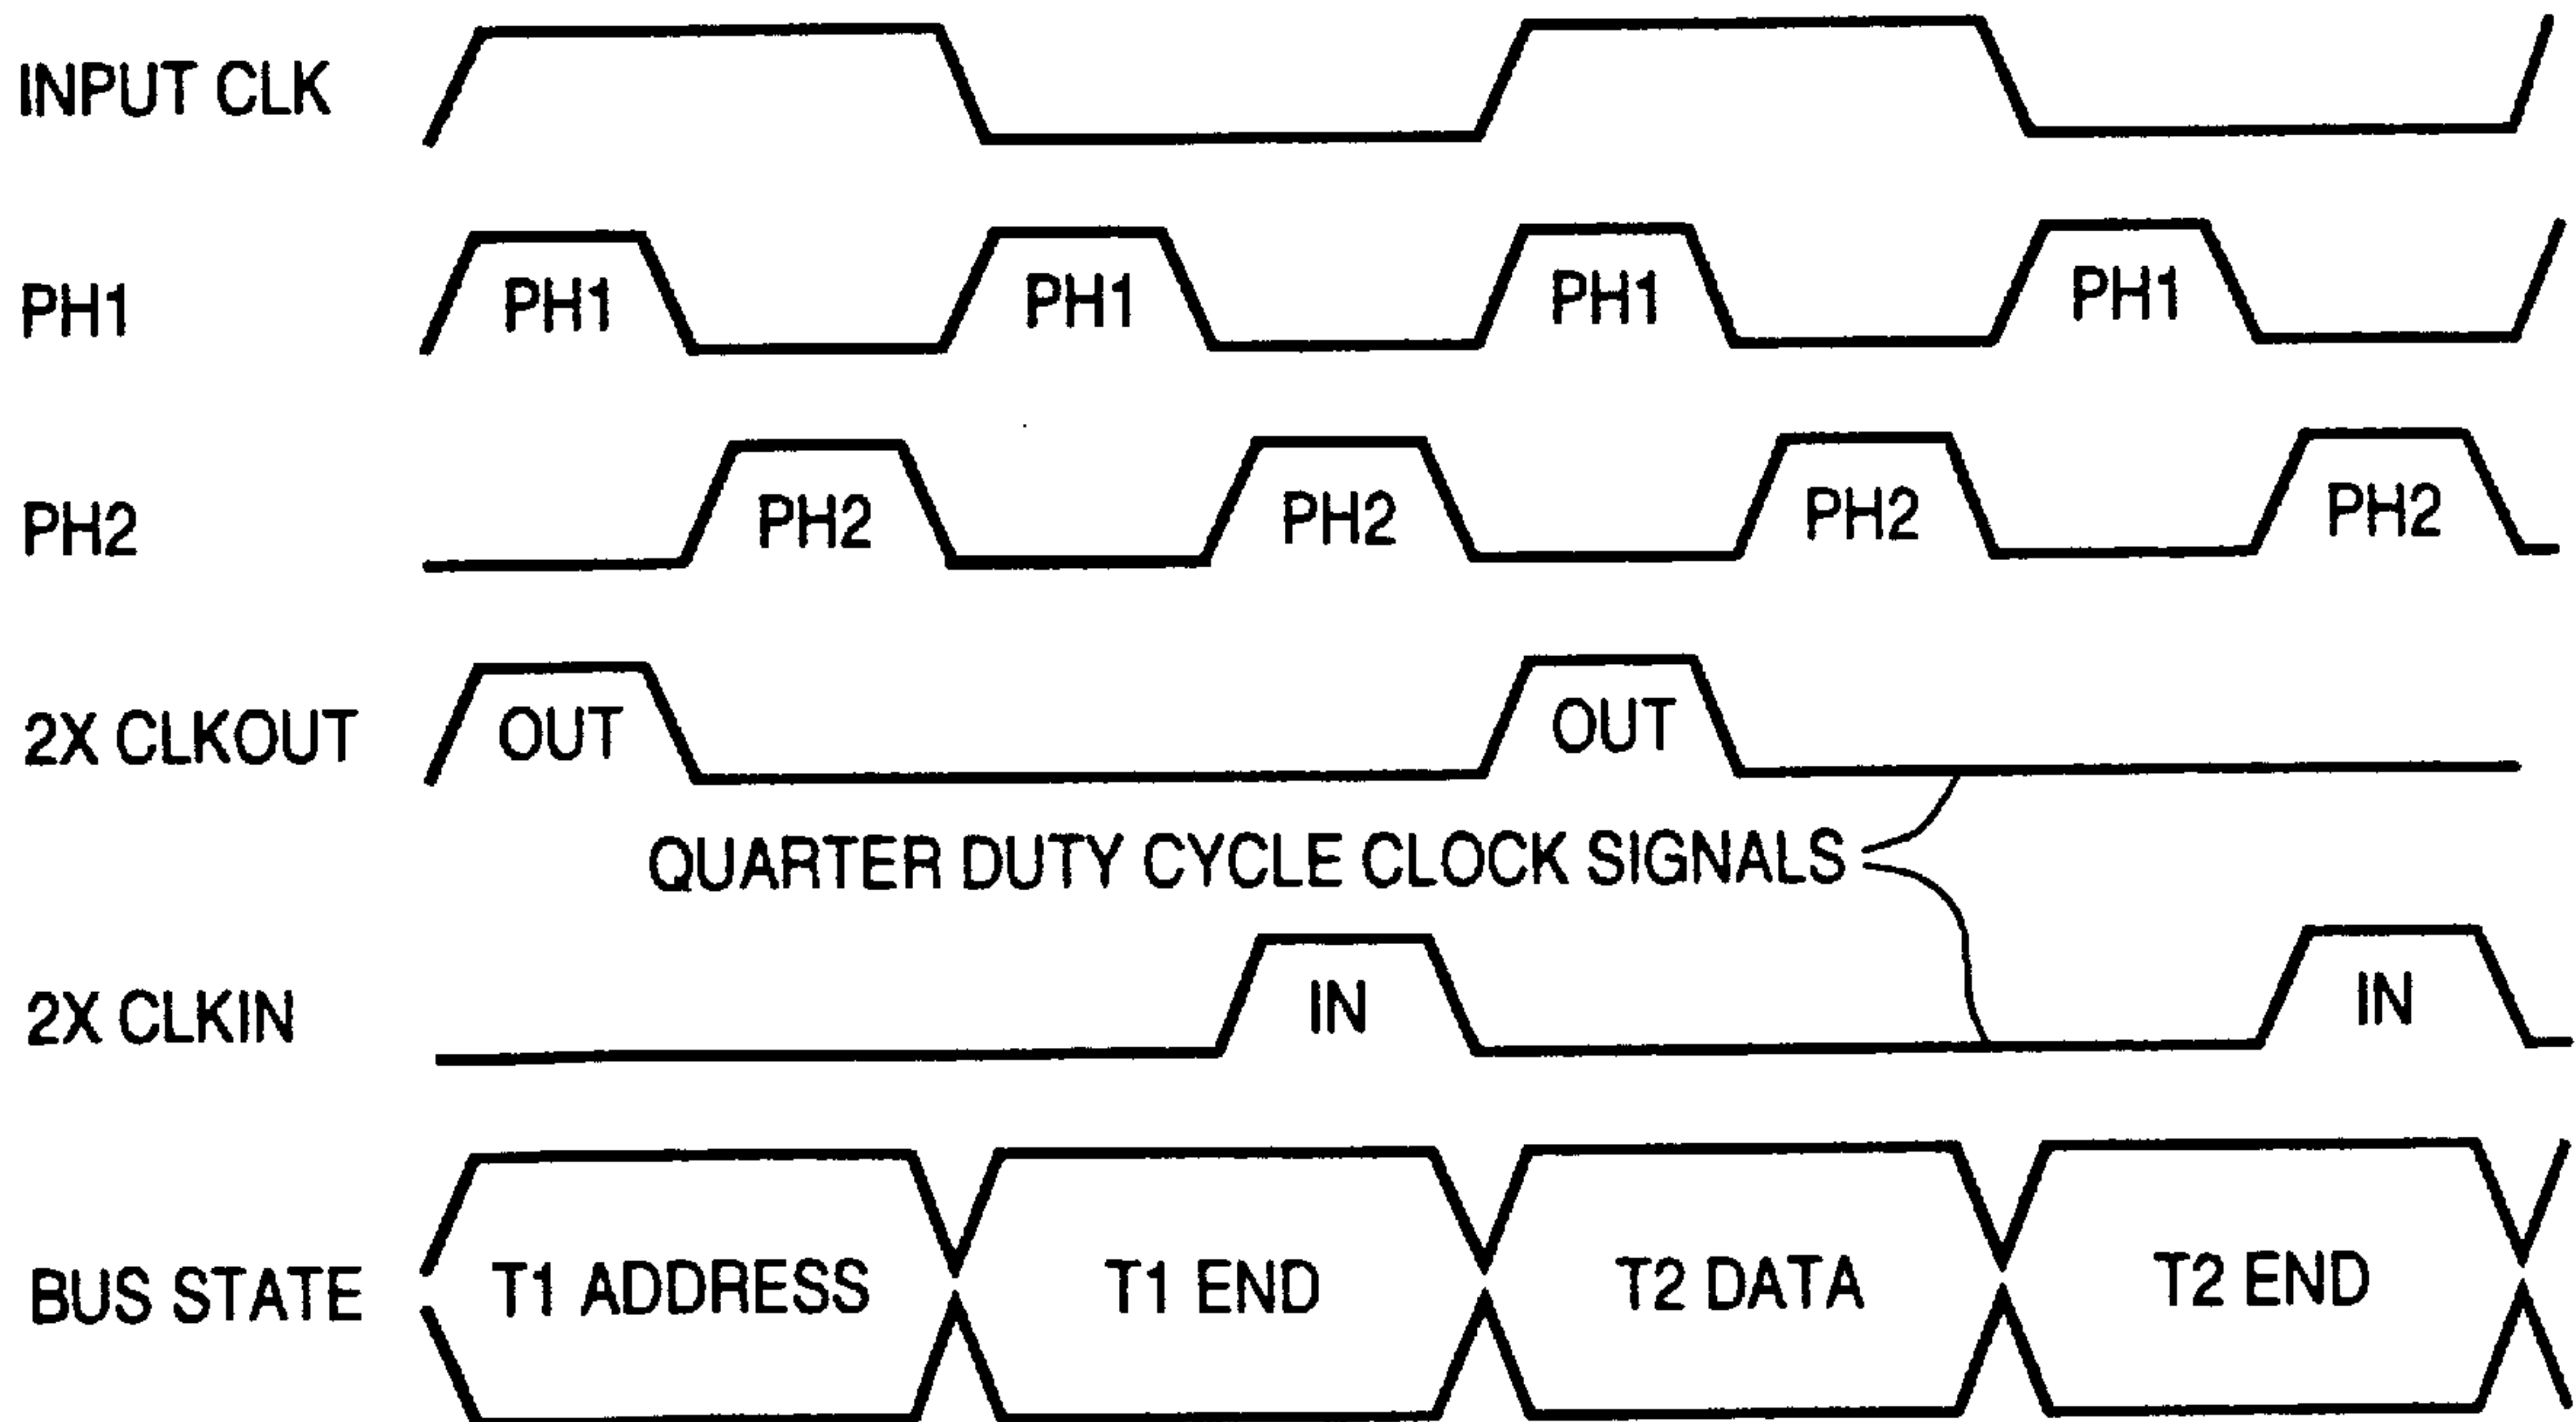 INPUT CLK
PH1 PH1 PH1 PH1 PH1
PH2 PH2 PH2 PH2 PH2
2X CLKOUT OUT OUT
QUARTER DUTY CYCLE CLOCK SIGNALS
2X CLKIN IN IN
BUS STATE T1 ADDRESS T1 END T2 DATA T2 END